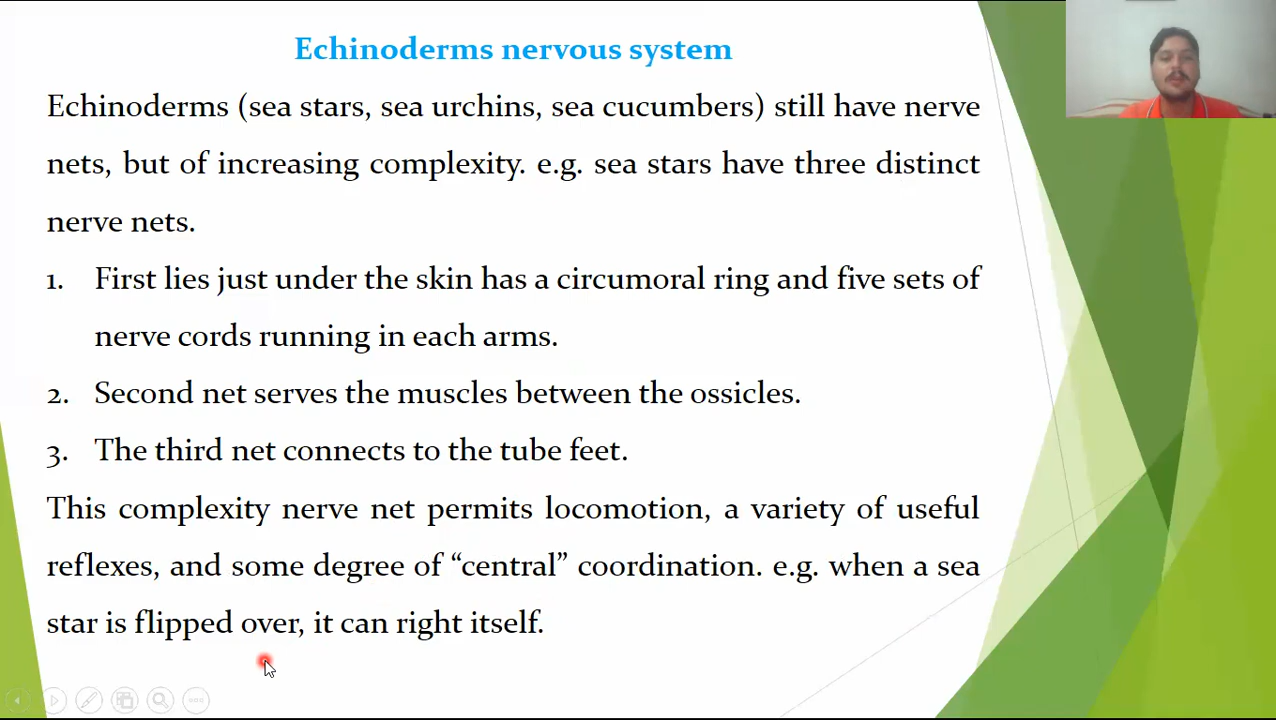 Echinoderms nervous system
Echinoderms (sea stars, sea urchins, sea cucumbers) still have nerve
nets, but of increasing complexity. e.g. sea stars have three distinct
nerve nets.
1. First lies just under the skin has a circumoral ring and five sets of
nerve cords running in each arms.
2. Second net serves the muscles between the ossicles.
3. The third net connects to the tube feet.
This complexity nerve net permits locomotion, a variety of useful
reflexes, and some degree of “central” coordination. e.g. when a sea
star is flipped over, it can right itself.